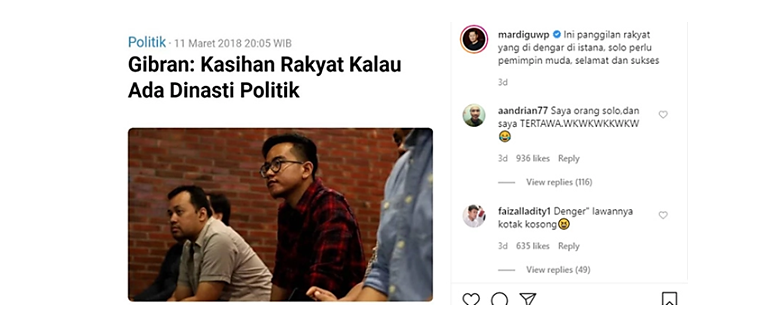 Politik - 11 Maret 2018 20:05 WIB
Gibran: Kasihan Rakyat Kalau
Ada Dinasti Politik
mardiguwp Ini panggilan rakyat
yang di dengar di istana, solo perlu
pemimpin muda, selamat dan sukses
3d
aandrian77 Saya orang solo,dan
saya TERTAWA.WKWKWKKWKW
😂
3d 936 likes Reply
View replies (116)
faizalladity1 Denger" lawannya
kotak kosong😆
3d 635 likes Reply
View replies (49)